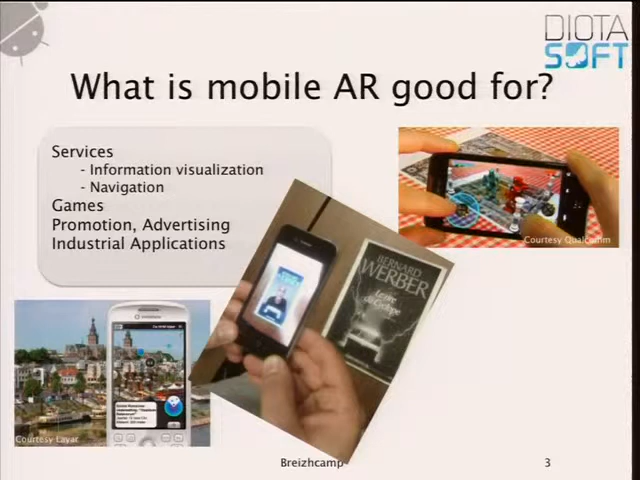 DIOTA
SOFT
What is mobile AR good for?
Services
- Information visualization
- Navigation
Games
Promotion, Advertising
Industrial Applications
Courtesy Qualcomm
BERNARD
WERBER
Courtesy Layar
Breizhcamp
3